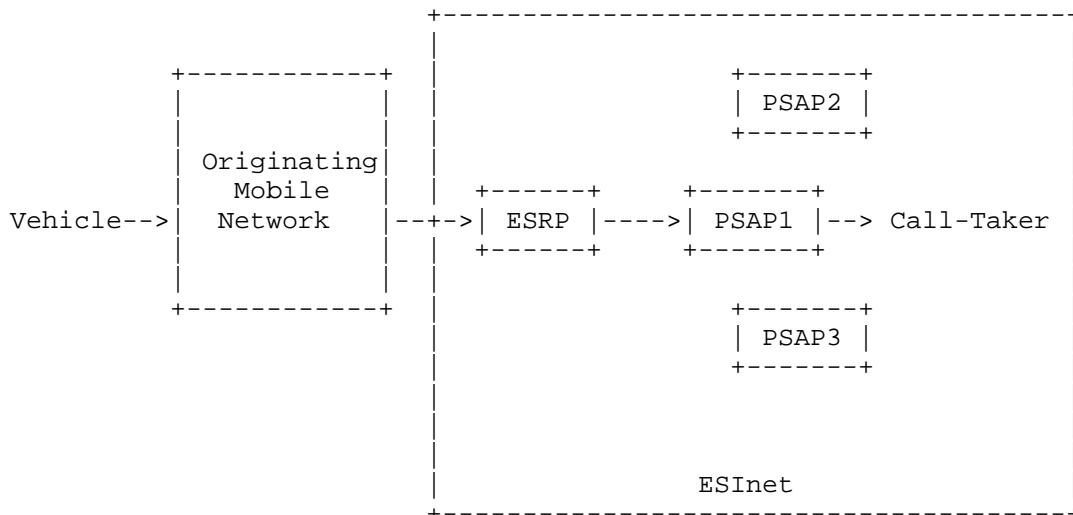 PSAP2
Originating
Mobile
Vehicle--> Network -->ESRP ----> PSAP1 --> Call-Taker
PSAP3
ESInet